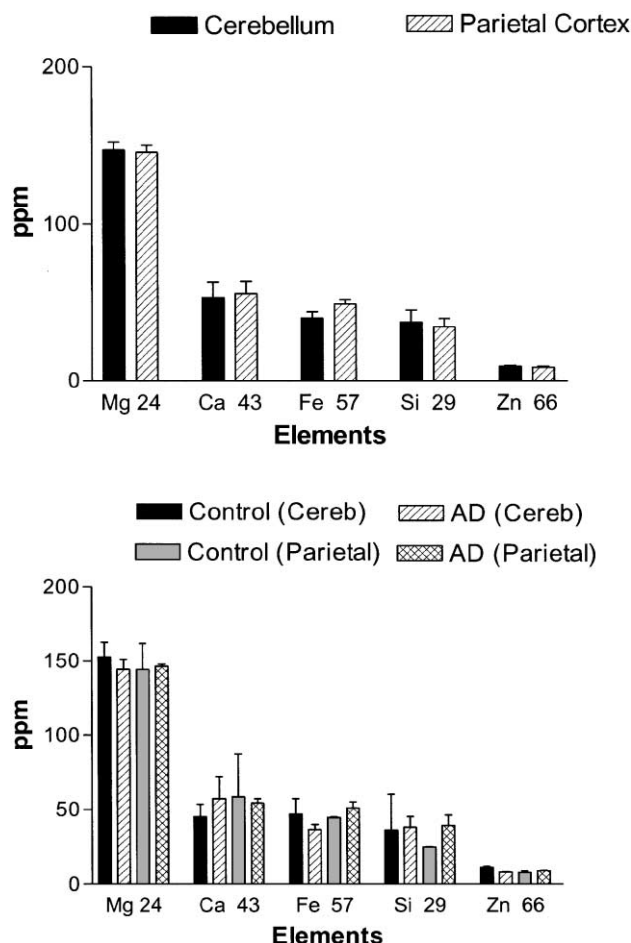 Cerebellum Parietal Cortex
200
100
0
ppm
Mg 24 Ca 43 Fe 57 Si 29 Zn 66
Elements
Control (Cereb) AD (Cereb)
Control (Parietal) AD (Parietal)
200
150
100
50
0
ppm
Mg 24 Ca 43 Fe 57 Si 29 Zn 66
Elements